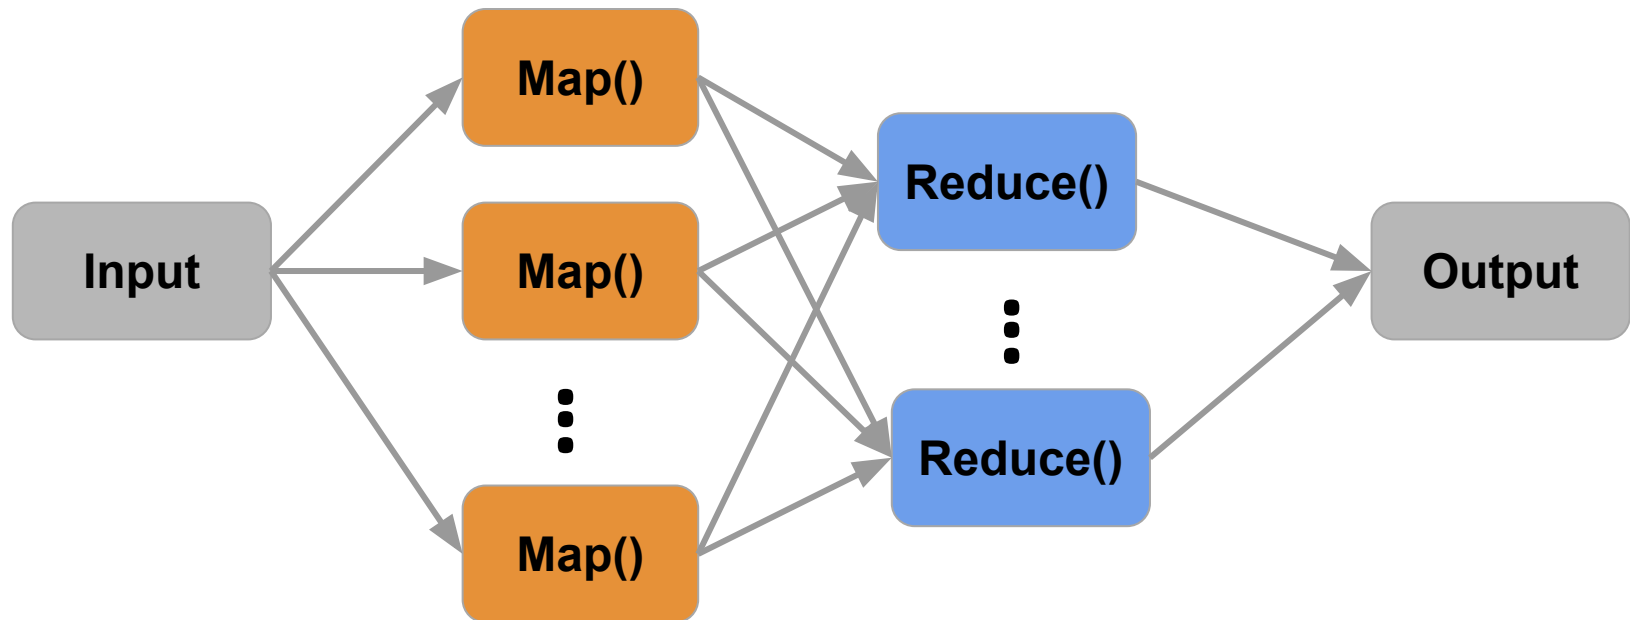 Input
Map()
Map()
Map()
Reduce()
Reduce()
Output